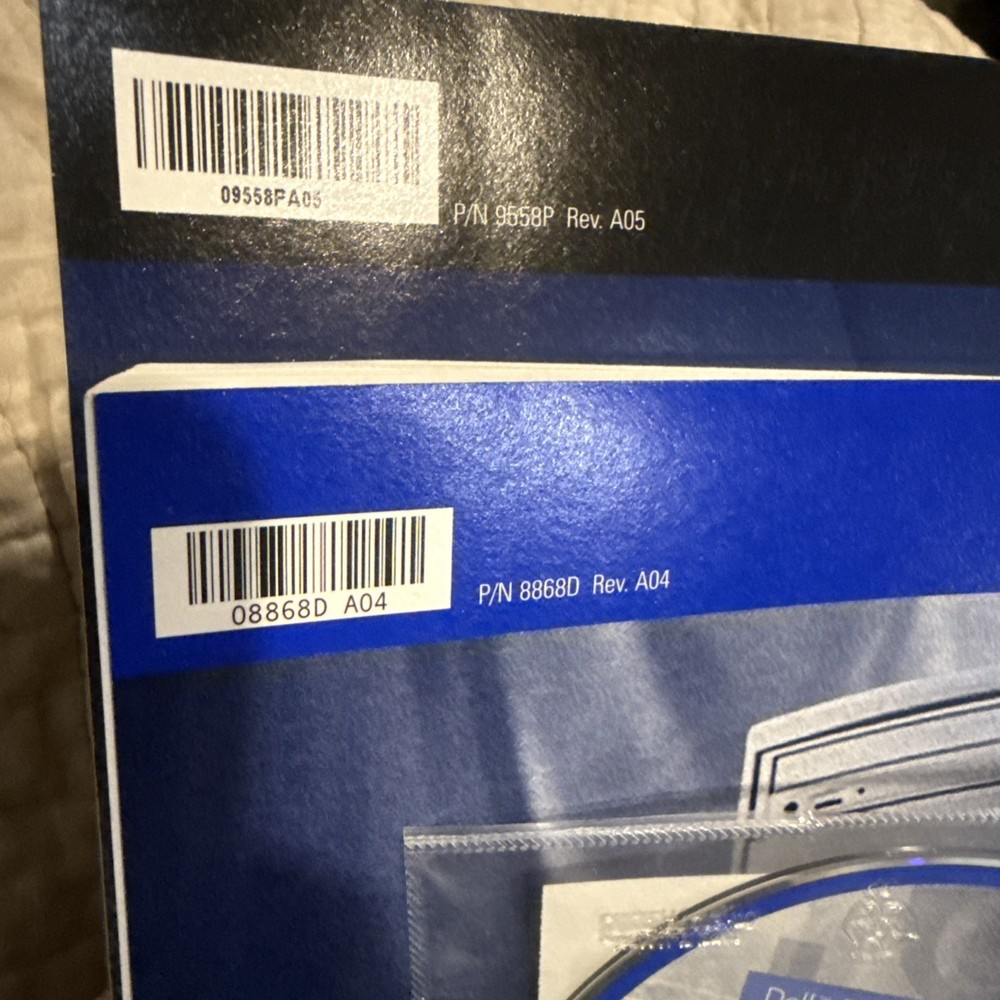 09558PA05
P/N 9558P Rev. A05
08868D A04
P/N 8868D Rev. A04